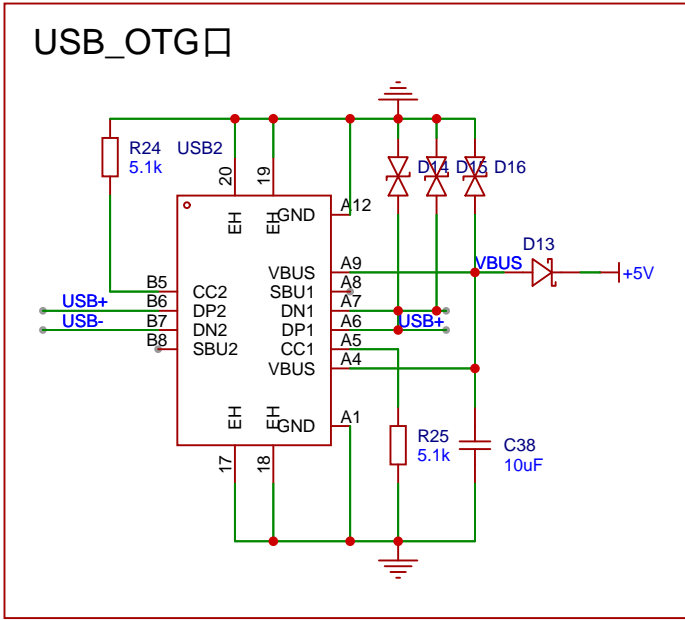 USB_OTG口
R24 USB2
5.1k
20
19
D14 D15 D16
EH
EH
GND
A12
VBUS
A9
VBUS
D13
+5V
B5
CC2
SBU1
A8
USB+
B6
DP2
DN1
A7
USB-
B7
DN2
DP1
A6
USB+
B8
SBU2
CC1
A5
VBUS
A4
EH
EH
GND
A1
17
18
R25
5.1k
C38
10uF